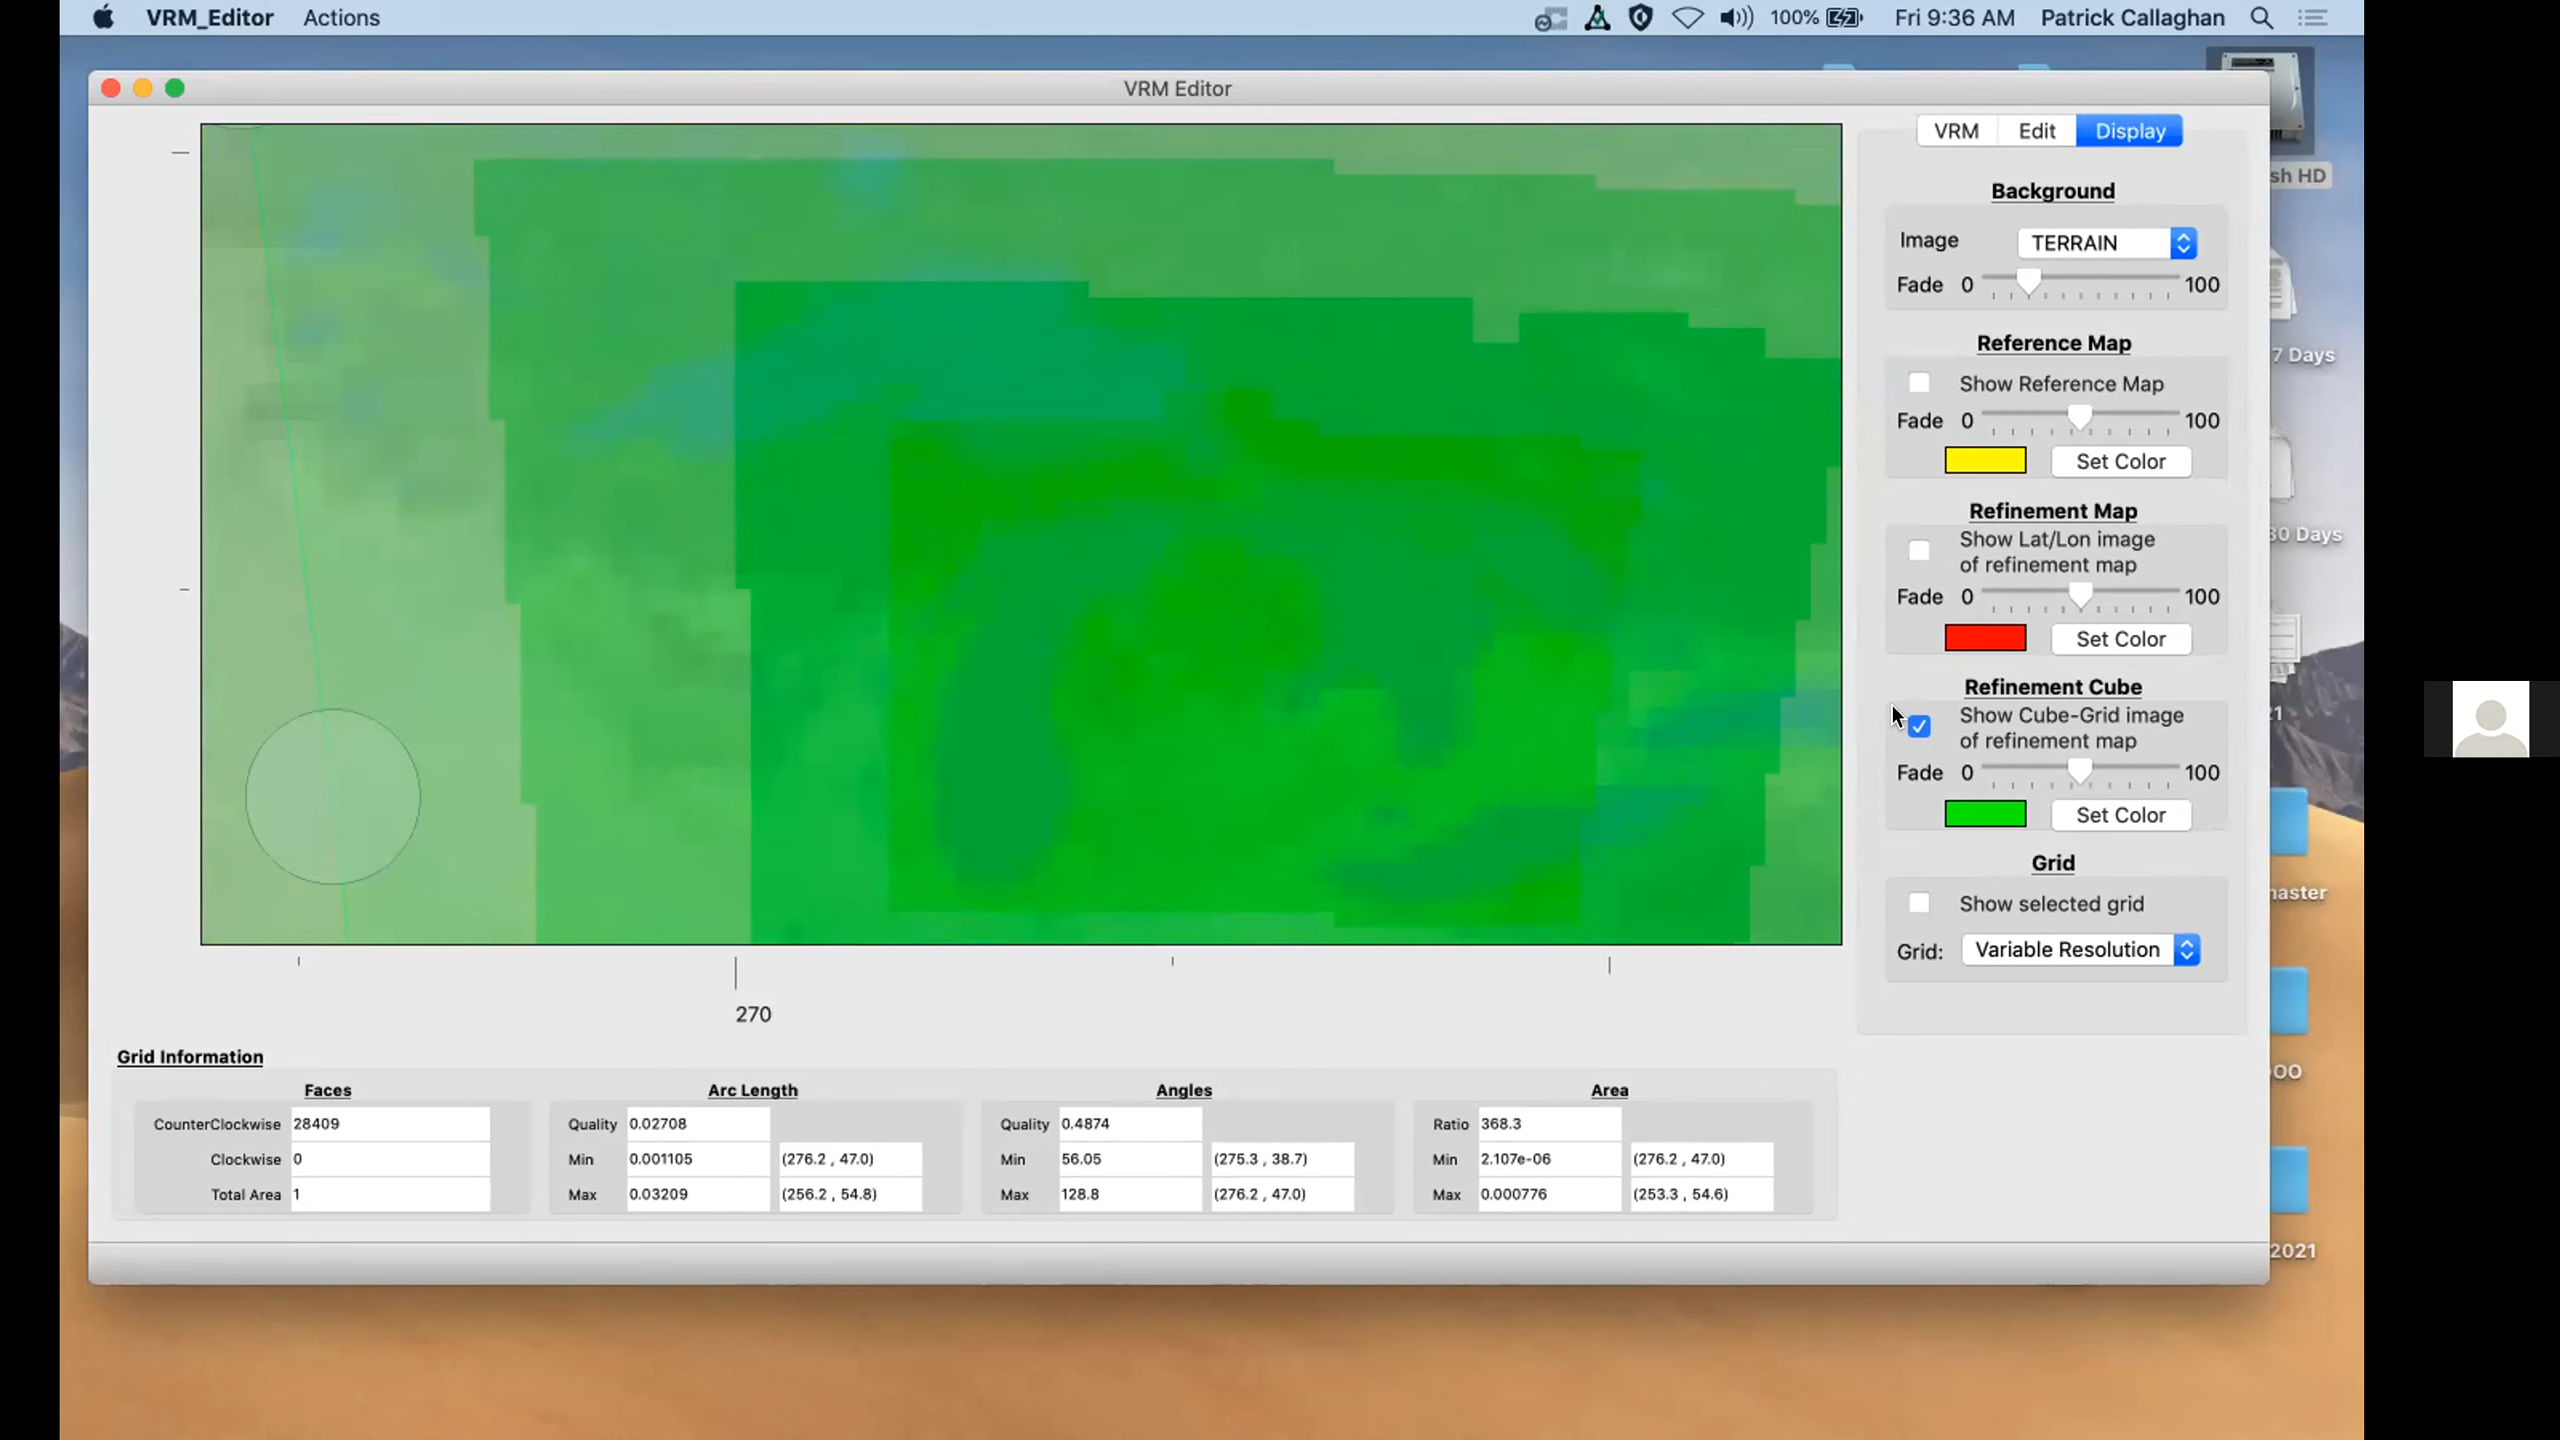 VRM_Editor Actions 100% Fri 9:36 AM Patrick Callaghan
VRM Editor
sh HD
7 Days
30 Days
21
master
2021
VRM Edit Display
Background
Image TERRAIN
Fade 0 100
Reference Map
Show Reference Map
Fade 0 100
Set Color
Refinement Map
Show Lat/Lon image
of refinement map
Fade 0 100
Set Color
Refinement Cube
Show Cube-Grid image
of refinement map
Fade 0 100
Set Color
Grid
Show selected grid
Grid: Variable Resolution
270
Grid Information
Faces Arc Length Angles Area
CounterClockwise 28409 Quality 0.02708 Quality 0.4874 Ratio 368.3
Clockwise 0 Min 0.001105 (276.2 , 47.0) Min 56.05 (275.3 , 38.7) Min 2.107e-06 (276.2 , 47.0)
Total Area 1 Max 0.03209 (256.2 , 54.8) Max 128.8 (276.2 , 47.0) Max 0.000776 (253.3 , 54.6)